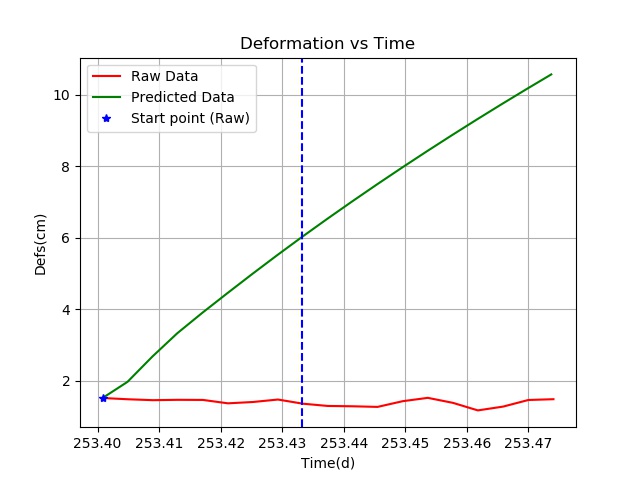 Deformation vs Time
Raw Data
Predicted Data
Start point (Raw)
10
8
6
4
2
Defs(cm)
253.40 253.41 253.42 253.43 253.44 253.45 253.46 253.47
Time(d)